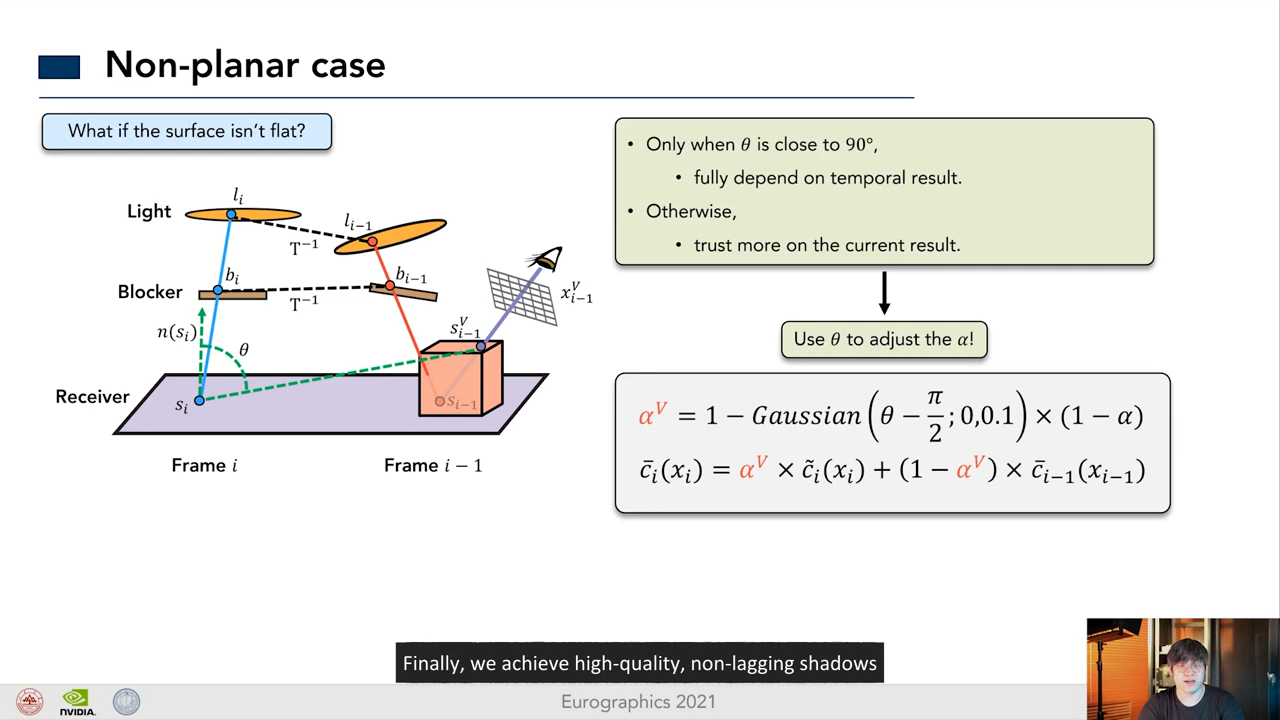 Non-planar case
What if the surface isn't flat?
Light
l_i
l_{i−1}
T^{−1}
Blocker
b_i
b_{i−1}
T^{−1}
x^V_{i−1}
n(s_i)
θ
s^V_{i−1}
Receiver
s_i
s_{i−1}
Frame i
Frame i − 1
• Only when θ is close to 90°,
• fully depend on temporal result.
• Otherwise,
• trust more on the current result.
Use θ to adjust the α!
α^V = 1 − Gaussian(θ − π/2; 0,0.1) × (1 − α)
c̄_i(x_i) = α^V × c̃_i(x_i) + (1 − α^V) × c̄_{i−1}(x_{i−1})
Finally, we achieve high-quality, non-lagging shadows
NVIDIA.
Eurographics 2021